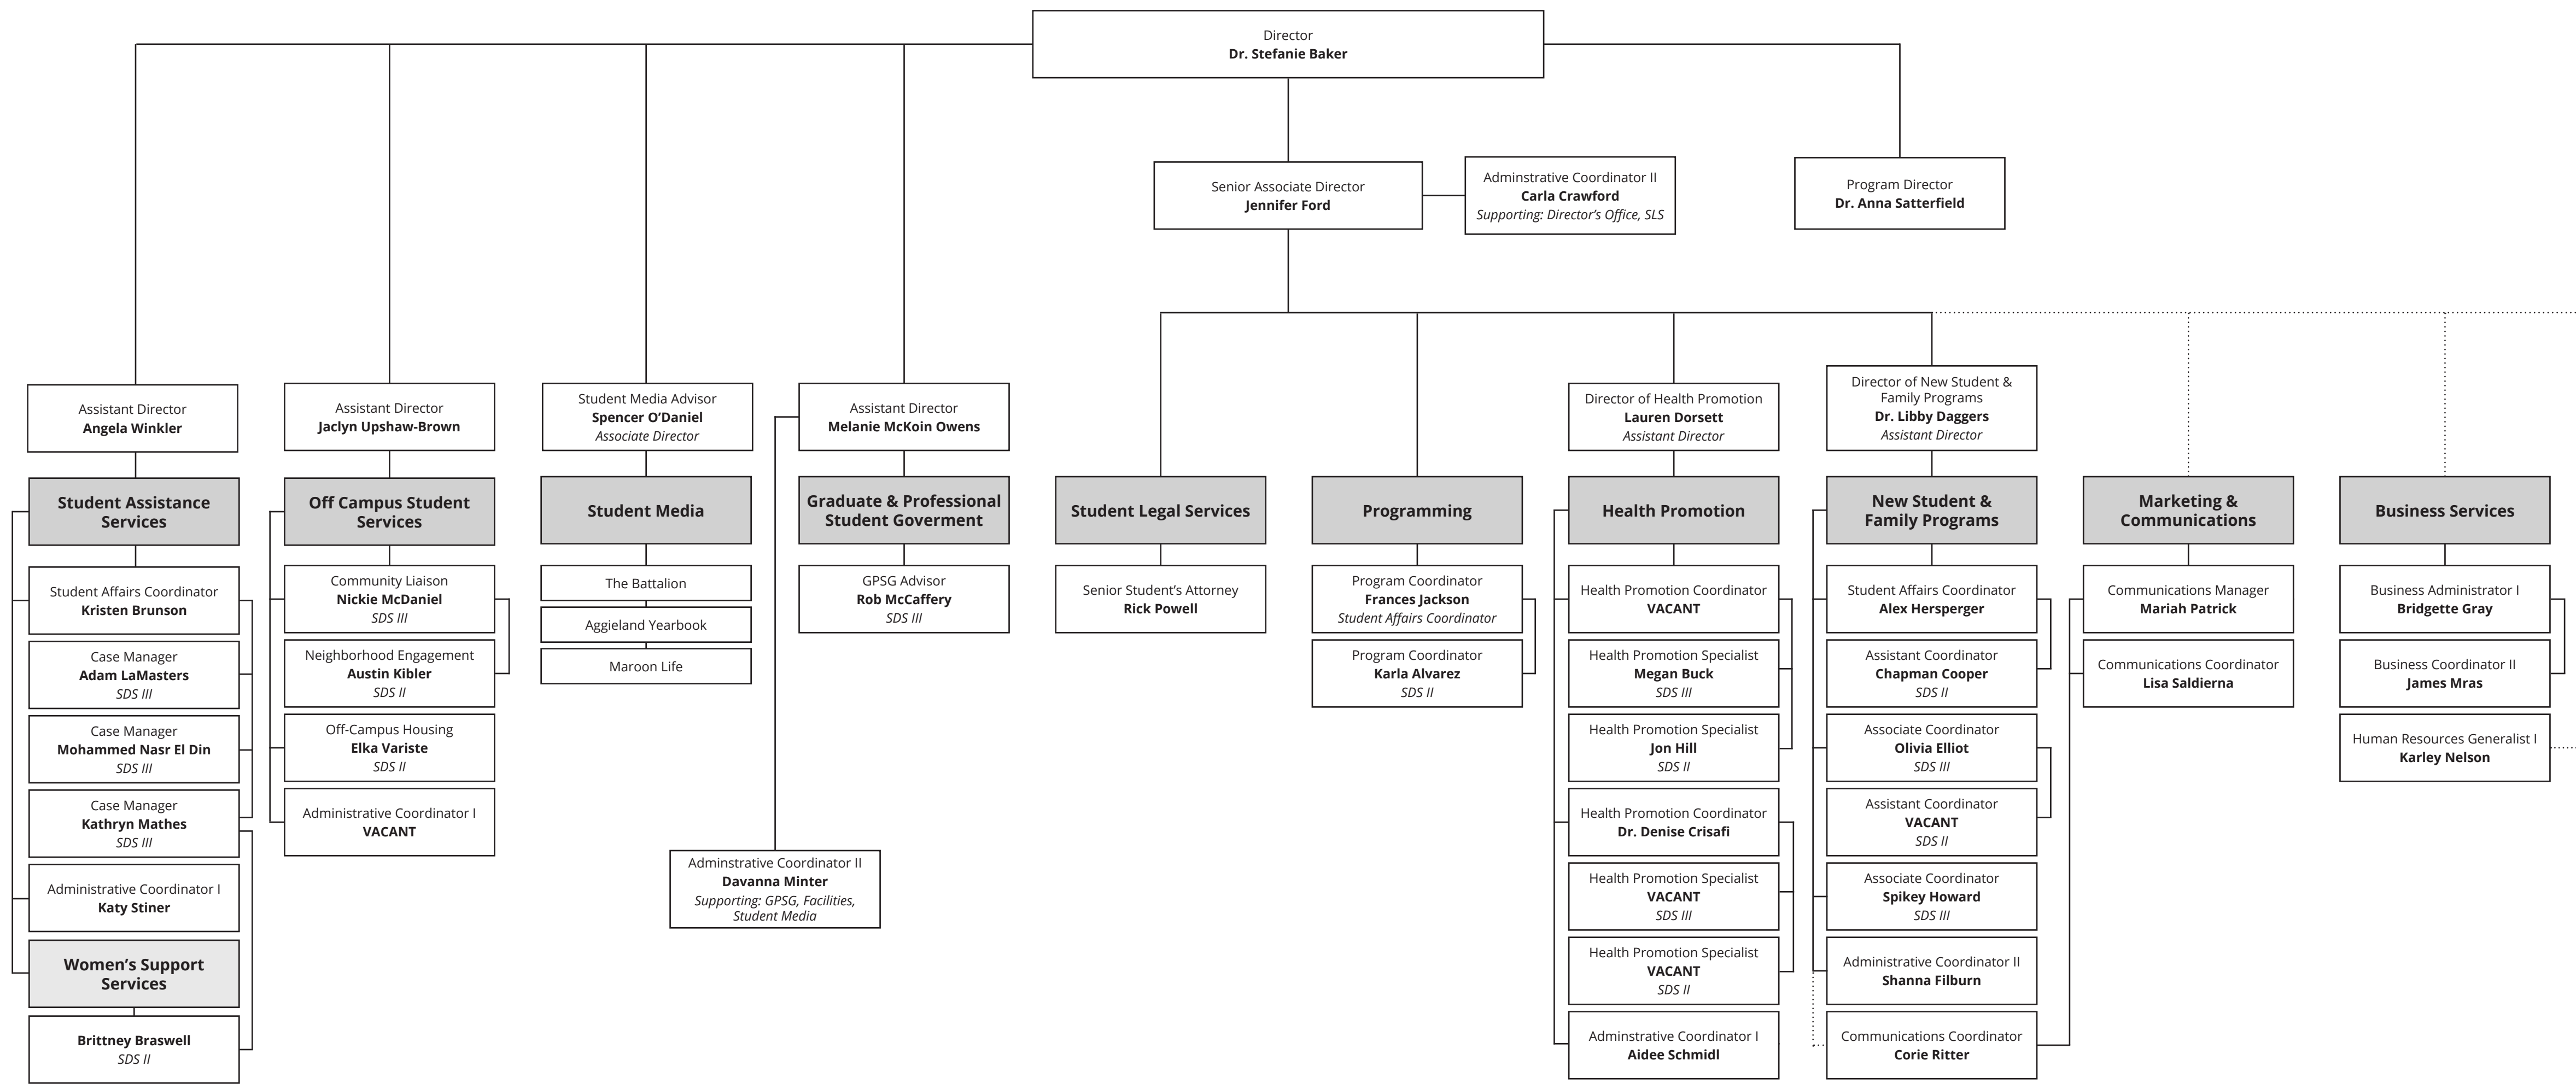 Director
Dr. Stefanie Baker
Senior Associate Director
Jennifer Ford
Adminstrative Coordinator II
Carla Crawford
Supporting: Director’s Office, SLS
Program Director
Dr. Anna Satterfield
Assistant Director
Angela Winkler
Student Assistance
Services
Student Affairs Coordinator
Kristen Brunson
Case Manager
Adam LaMasters
SDS III
Case Manager
Mohammed Nasr El Din
SDS III
Case Manager
Kathryn Mathes
SDS III
Administrative Coordinator I
Katy Stiner
Women’s Support
Services
Brittney Braswell
SDS II
Assistant Director
Jaclyn Upshaw-Brown
Off Campus Student
Services
Community Liaison
Nickie McDaniel
SDS III
Neighborhood Engagement
Austin Kibler
SDS II
Off-Campus Housing
Elka Variste
SDS II
Administrative Coordinator I
VACANT
Student Media Advisor
Spencer O’Daniel
Associate Director
Student Media
The Battalion
Aggieland Yearbook
Maroon Life
Assistant Director
Melanie McKoin Owens
Graduate & Professional
Student Goverment
GPSG Advisor
Rob McCaffery
SDS III
Adminstrative Coordinator II
Davanna Minter
Supporting: GPSG, Facilities,
Student Media
Student Legal Services
Senior Student’s Attorney
Rick Powell
Programming
Program Coordinator
Frances Jackson
Student Affairs Coordinator
Program Coordinator
Karla Alvarez
SDS II
Director of Health Promotion
Lauren Dorsett
Assistant Director
Health Promotion
Health Promotion Coordinator
VACANT
Health Promotion Specialist
Megan Buck
SDS III
Health Promotion Specialist
Jon Hill
SDS II
Health Promotion Coordinator
Dr. Denise Crisafi
Health Promotion Specialist
VACANT
SDS III
Health Promotion Specialist
VACANT
SDS II
Adminstrative Coordinator I
Aidee Schmidl
Director of New Student &
Family Programs
Dr. Libby Daggers
Assistant Director
New Student &
Family Programs
Student Affairs Coordinator
Alex Hersperger
Assistant Coordinator
Chapman Cooper
SDS II
Associate Coordinator
Olivia Elliot
SDS III
Assistant Coordinator
VACANT
SDS II
Associate Coordinator
Spikey Howard
SDS III
Administrative Coordinator II
Shanna Filburn
Communications Coordinator
Corie Ritter
Marketing &
Communications
Communications Manager
Mariah Patrick
Communications Coordinator
Lisa Saldierna
Business Services
Business Administrator I
Bridgette Gray
Business Coordinator II
James Mras
Human Resources Generalist I
Karley Nelson